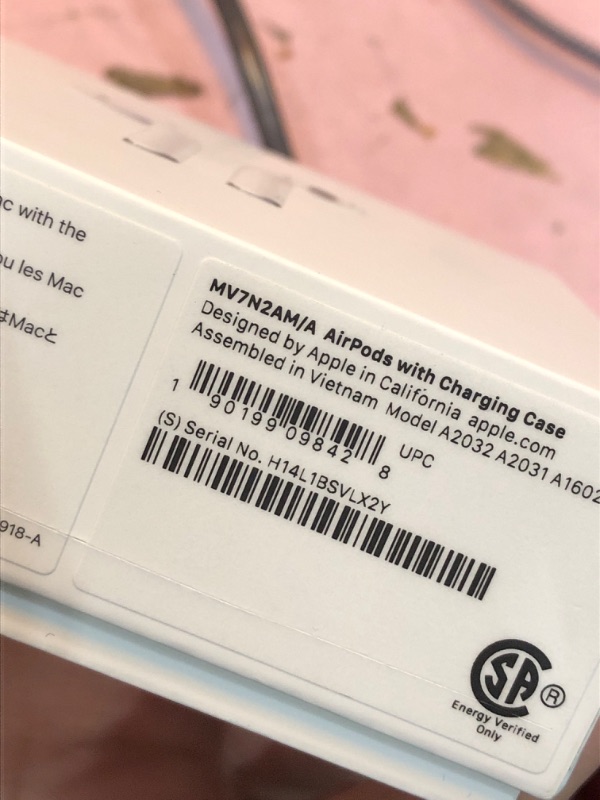 c with the
ou les Mac
はMacと
918-A
MV7N2AM/A AirPods with Charging Case
Designed by Apple in California apple.com
Assembled in Vietnam Model A2032 A2031 A1602
1 90199 09842 8 UPC
(S) Serial No. H14L1BSVLX2Y
SA ®
Energy Verified
Only